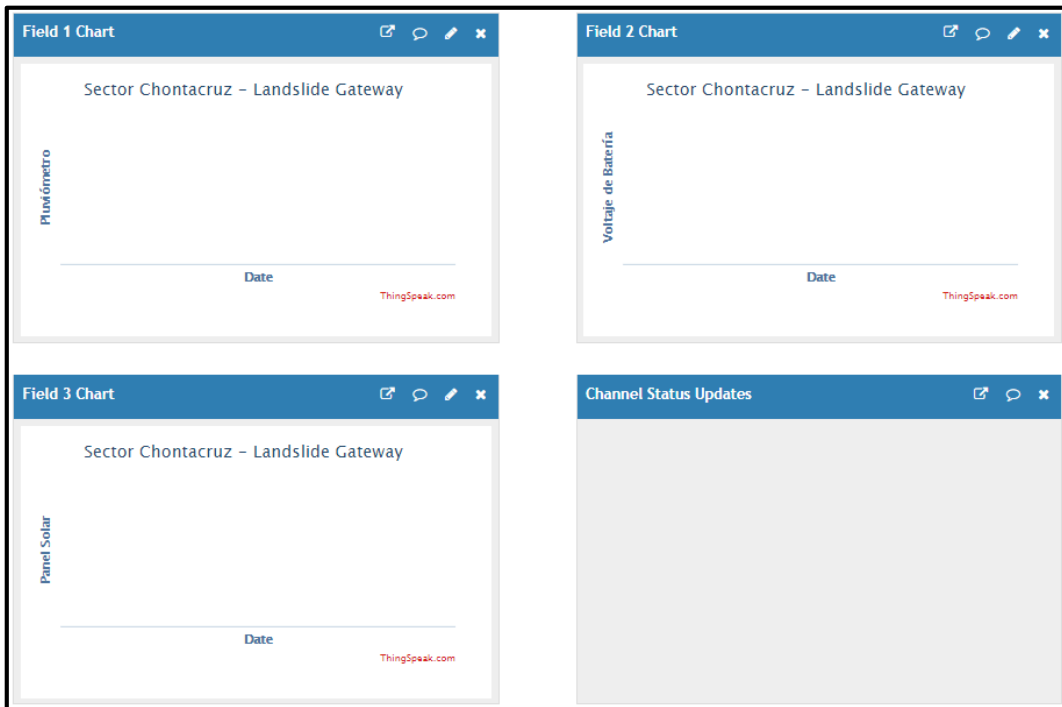 Field 1 Chart
Sector Chontacruz – Landslide Gateway
Pluviómetro
Date
ThingSpeak.com
Field 2 Chart
Sector Chontacruz – Landslide Gateway
Voltaje de Batería
Date
ThingSpeak.com
Field 3 Chart
Sector Chontacruz – Landslide Gateway
Panel Solar
Date
ThingSpeak.com
Channel Status Updates